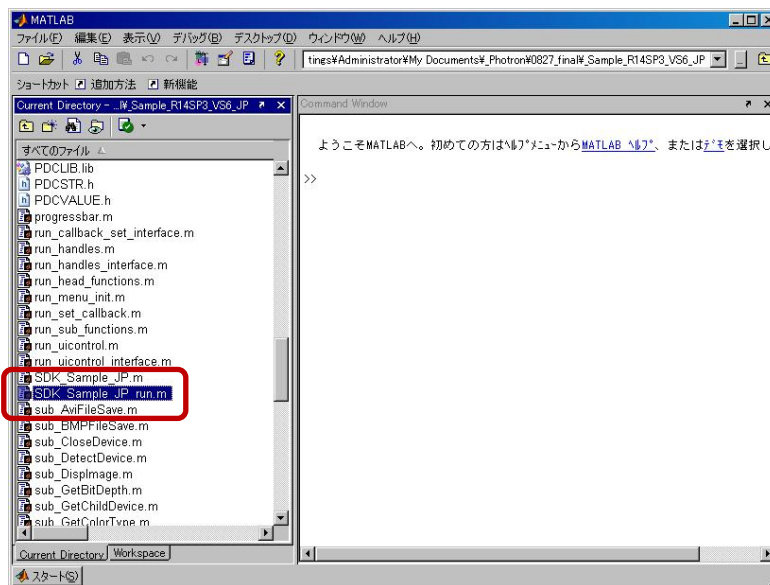 MATLAB
ファイル(F) 編集(E) 表示(V) デバッグ(B) デスクトップ(D) ウィンドウ(W) ヘルプ(H)
tings¥Administrator¥My Documents¥_Photron¥0827_final¥_Sample_R14SP3_VS6_JP
ショートカット 追加方法 新機能
Current Directory - ...l¥_Sample_R14SP3_VS6_JP
Command Window
すべてのファイル
ようこそMATLABへ。初めての方はヘルプメニューからMATLAB ヘルプ、またはデモを選択し
>>
PDCLIB.lib
PDCSTR.h
PDCVALUE.h
progressbar.m
run_callback_set_interface.m
run_handles.m
run_handles_interface.m
run_head_functions.m
run_menu_init.m
run_set_callback.m
run_sub_functions.m
run_uicontrol.m
run_uicontrol_interface.m
SDK_Sample_JP.m
SDK_Sample_JP_run.m
sub_AviFileSave.m
sub_BMPFileSave.m
sub_CloseDevice.m
sub_DetectDevice.m
sub_DispImage.m
sub_GetBitDepth.m
sub_GetChildDevice.m
sub_GetColorType.m
Current Directory Workspace
スタート(S)